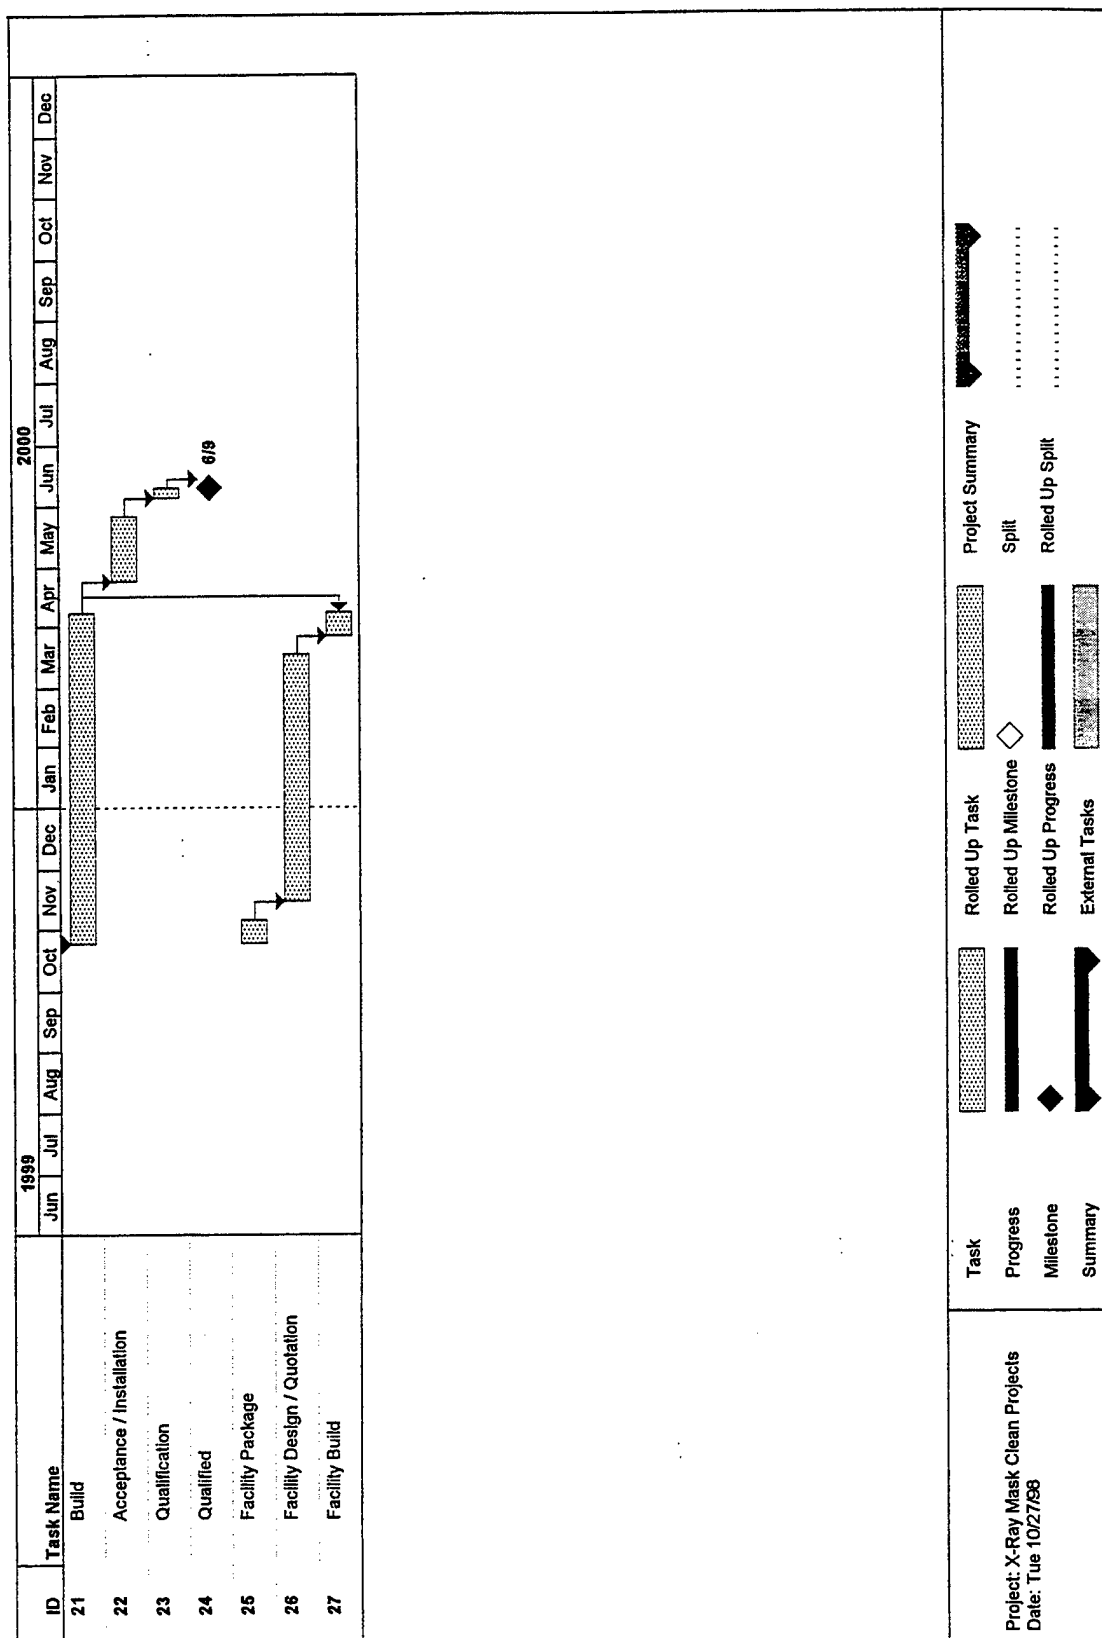 1999 2000
ID Task Name Jun Jul Aug Sep Oct Nov Dec Jan Feb Mar Apr May Jun Jul Aug Sep Oct Nov Dec
21 Build
22 Acceptance / Installation
23 Qualification
24 Qualified 6/9
25 Facility Package
26 Facility Design / Quotation
27 Facility Build
Project: X-Ray Mask Clean Projects
Date: Tue 10/27/98
Task Rolled Up Task Project Summary
Progress Rolled Up Milestone Split
Milestone Rolled Up Progress Rolled Up Split
Summary External Tasks